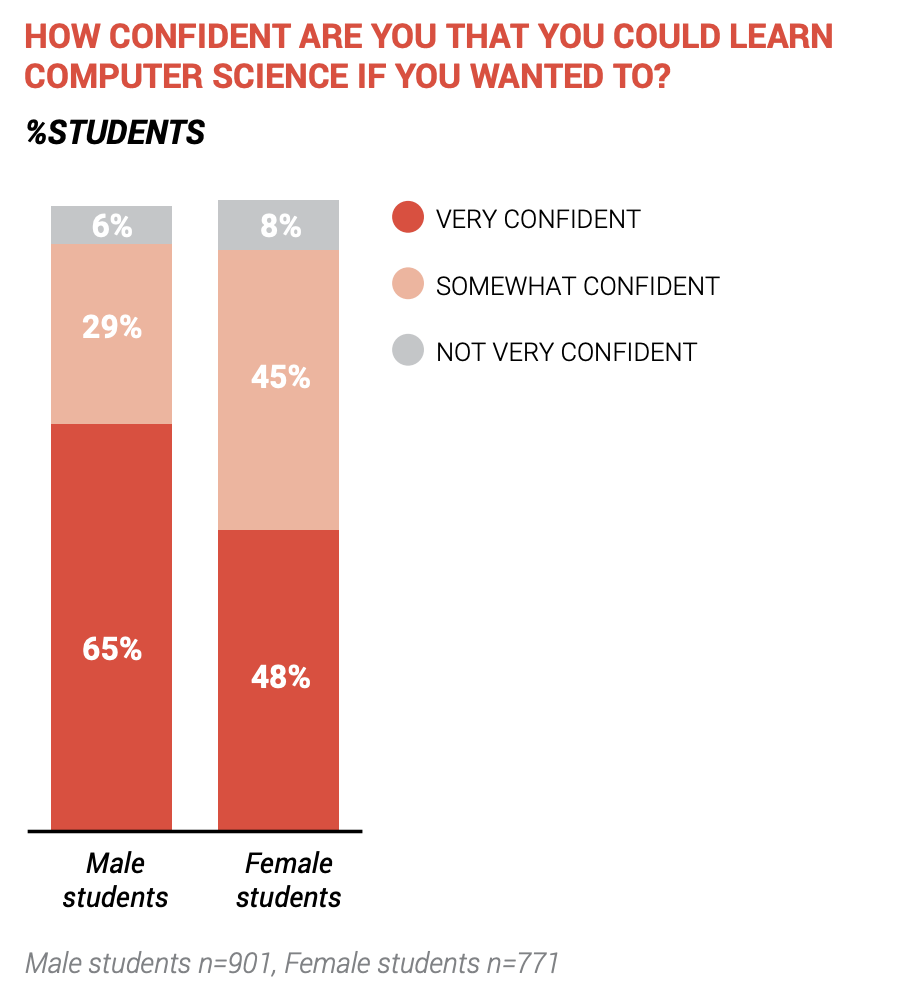 HOW CONFIDENT ARE YOU THAT YOU COULD LEARN
COMPUTER SCIENCE IF YOU WANTED TO?
%STUDENTS
6%
29%
65%
8%
45%
48%
VERY CONFIDENT
SOMEWHAT CONFIDENT
NOT VERY CONFIDENT
Male
students
Female
students
Male students n=901, Female students n=771